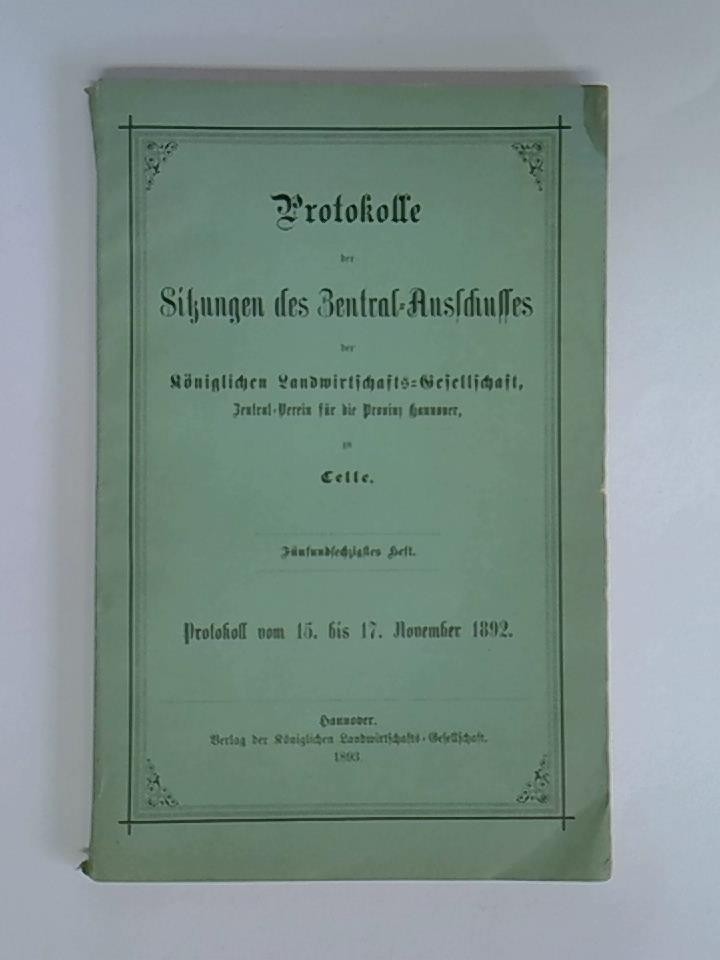 Protokolle
der
Sitzungen des Zentral-Ausschusses
der
Königlichen Landwirtschafts-Gesellschaft,
Zentral-Verein für die Provinz Hannover,
zu
Celle.
Fünfundsechzigstes Heft.
Protokoll vom 15. bis 17. November 1892.
Hannover.
Verlag der Königlichen Landwirtschafts-Gesellschaft.
1893.